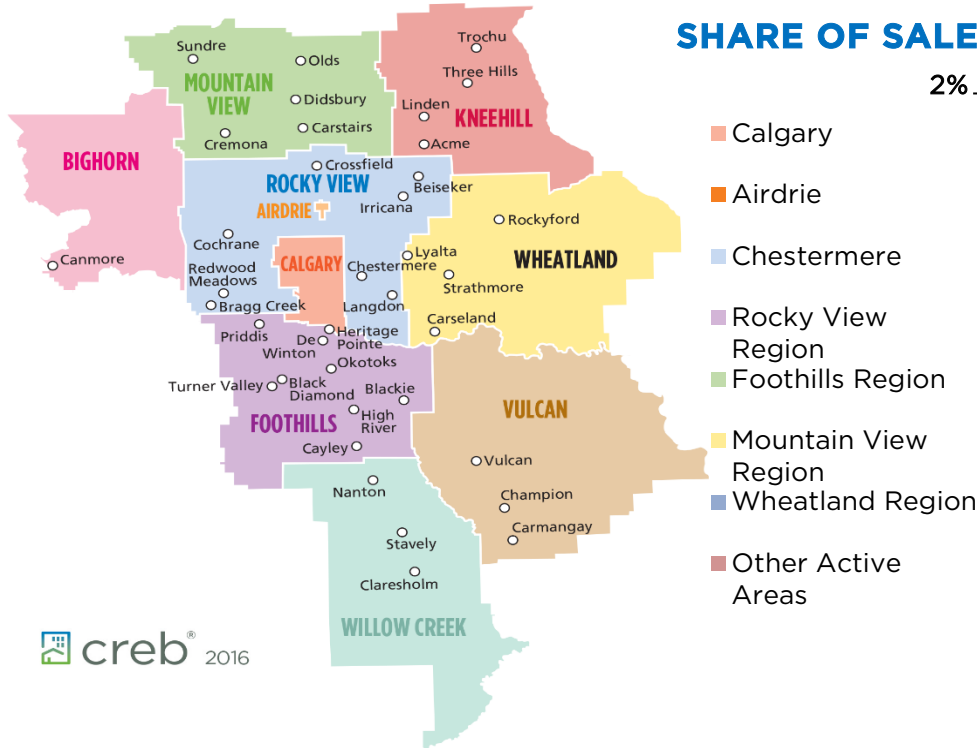 SHARE OF SALE
2%
Sundre
Olds
MOUNTAIN
VIEW
Didsbury
Carstairs
Cremona
Trochu
Three Hills
Linden
KNEEHILL
Acme
BIGHORN
Canmore
Crossfield
ROCKY VIEW
Beiseker
AIRDRIE
Irricana
Cochrane
CALGARY
Chestermere
Redwood
Meadows
Bragg Creek
Langdon
Rockyford
Lyalta
WHEATLAND
Strathmore
Carseland
Priddis
De
Winton
Heritage
Pointe
Okotoks
Turner Valley
Black
Diamond
Blackie
FOOTHILLS
High
River
Cayley
VULCAN
Vulcan
Champion
Carmangay
Nanton
Stavely
Claresholm
WILLOW CREEK
creb® 2016
Calgary
Airdrie
Chestermere
Rocky View
Region
Foothills Region
Mountain View
Region
Wheatland Region
Other Active
Areas